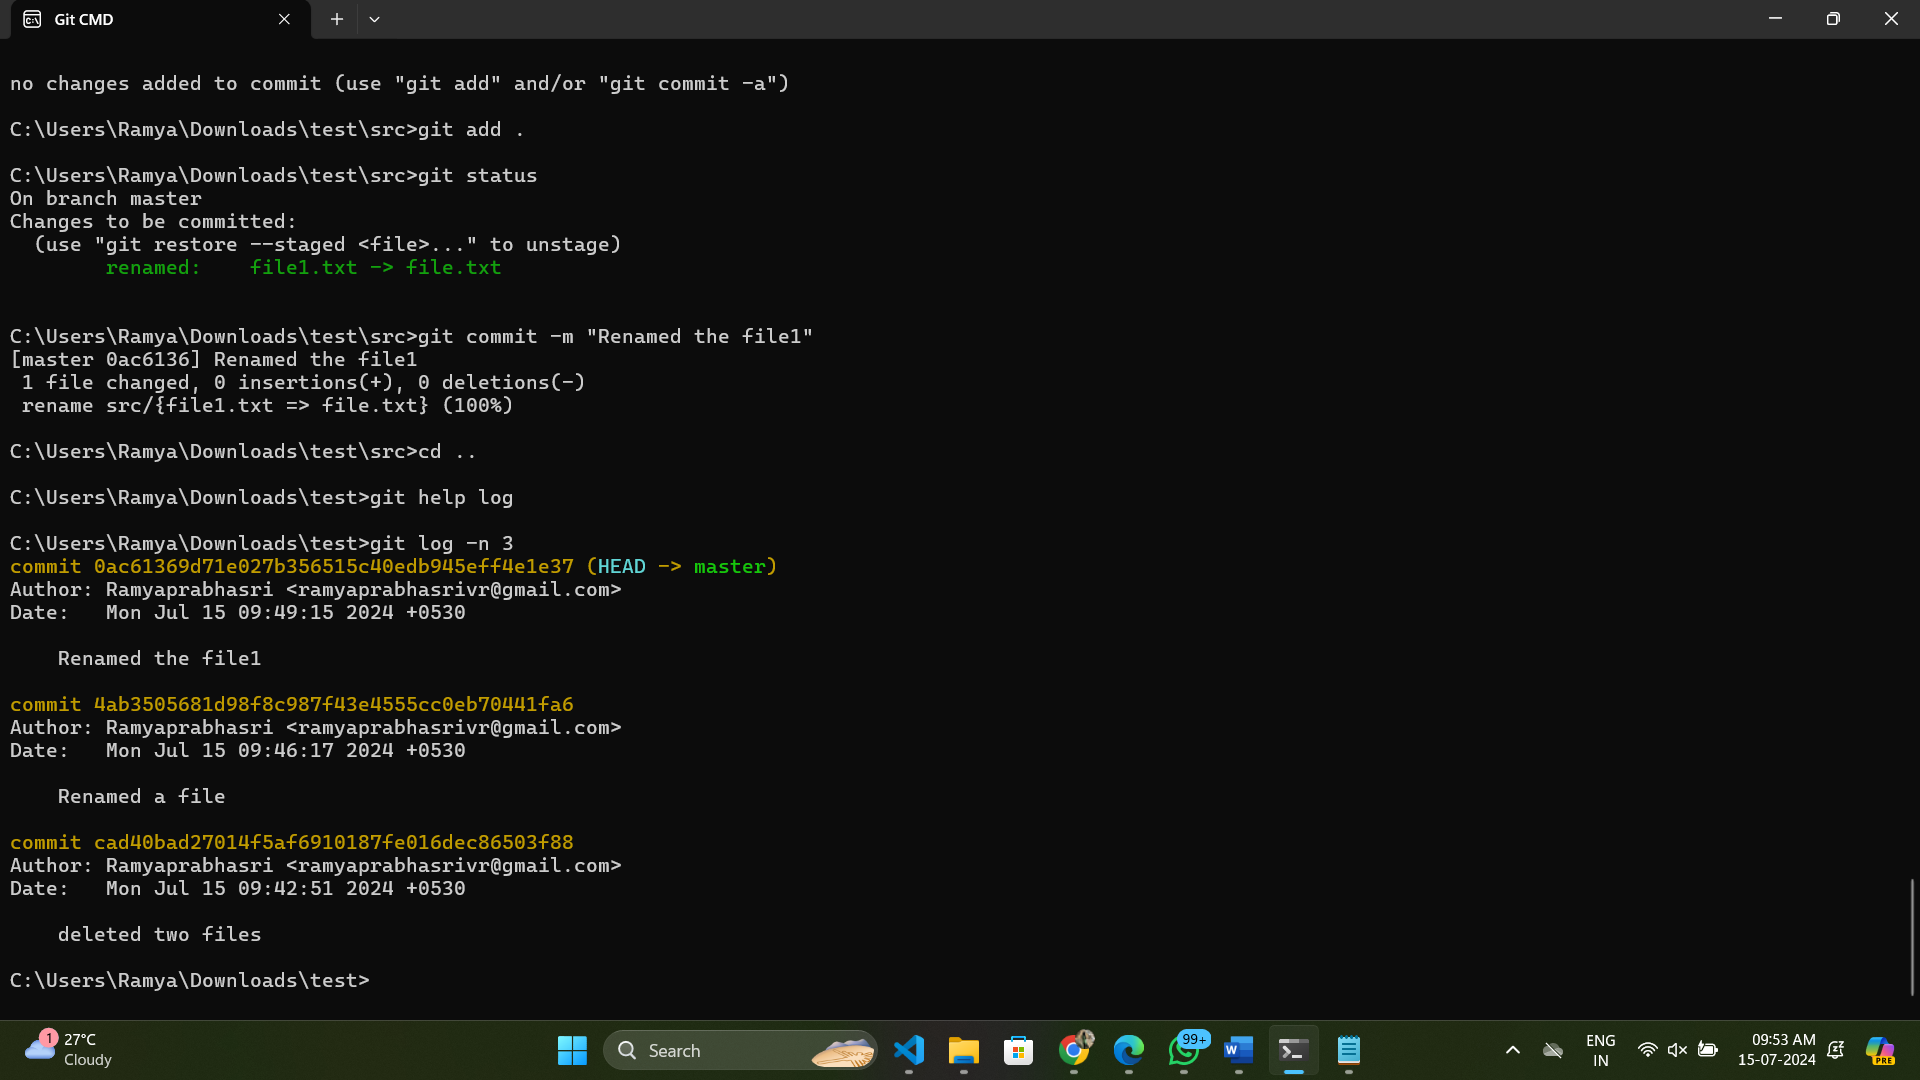 Git CMD
no changes added to commit (use "git add" and/or "git commit -a")
C:\Users\Ramya\Downloads\test\src>git add .
C:\Users\Ramya\Downloads\test\src>git status
On branch master
Changes to be committed:
  (use "git restore --staged <file>..." to unstage)
        renamed:    file1.txt -> file.txt
C:\Users\Ramya\Downloads\test\src>git commit -m "Renamed the file1"
[master 0ac6136] Renamed the file1
 1 file changed, 0 insertions(+), 0 deletions(-)
 rename src/{file1.txt => file.txt} (100%)
C:\Users\Ramya\Downloads\test\src>cd ..
C:\Users\Ramya\Downloads\test>git help log
C:\Users\Ramya\Downloads\test>git log -n 3
commit 0ac61369d71e027b356515c40edb945eff4e1e37 (HEAD -> master)
Author: Ramyaprabhasri <ramyaprabhasrivr@gmail.com>
Date:   Mon Jul 15 09:49:15 2024 +0530
    Renamed the file1
commit 4ab3505681d98f8c987f43e4555cc0eb70441fa6
Author: Ramyaprabhasri <ramyaprabhasrivr@gmail.com>
Date:   Mon Jul 15 09:46:17 2024 +0530
    Renamed a file
commit cad40bad27014f5af6910187fe016dec86503f88
Author: Ramyaprabhasri <ramyaprabhasrivr@gmail.com>
Date:   Mon Jul 15 09:42:51 2024 +0530
    deleted two files
C:\Users\Ramya\Downloads\test>
1
27°C
Cloudy
Search
99+
W
ENG
IN
09:53 AM
15-07-2024
PRE